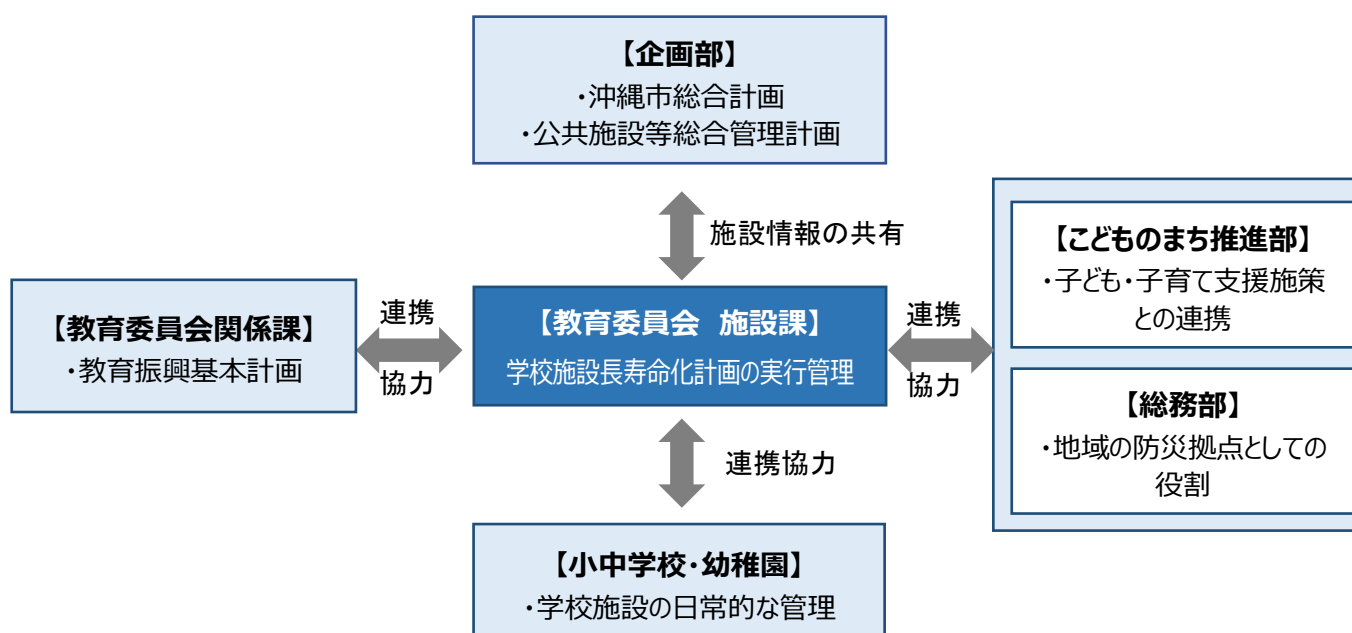 【企画部】
・沖縄市総合計画
・公共施設等総合管理計画
施設情報の共有
【教育委員会関係課】
・教育振興基本計画
連携
協力
【教育委員会　施設課】
学校施設長寿命化計画の実行管理
連携
協力
【こどものまち推進部】
・子ども・子育て支援施策
との連携
【総務部】
・地域の防災拠点としての
役割
連携協力
【小中学校・幼稚園】
・学校施設の日常的な管理